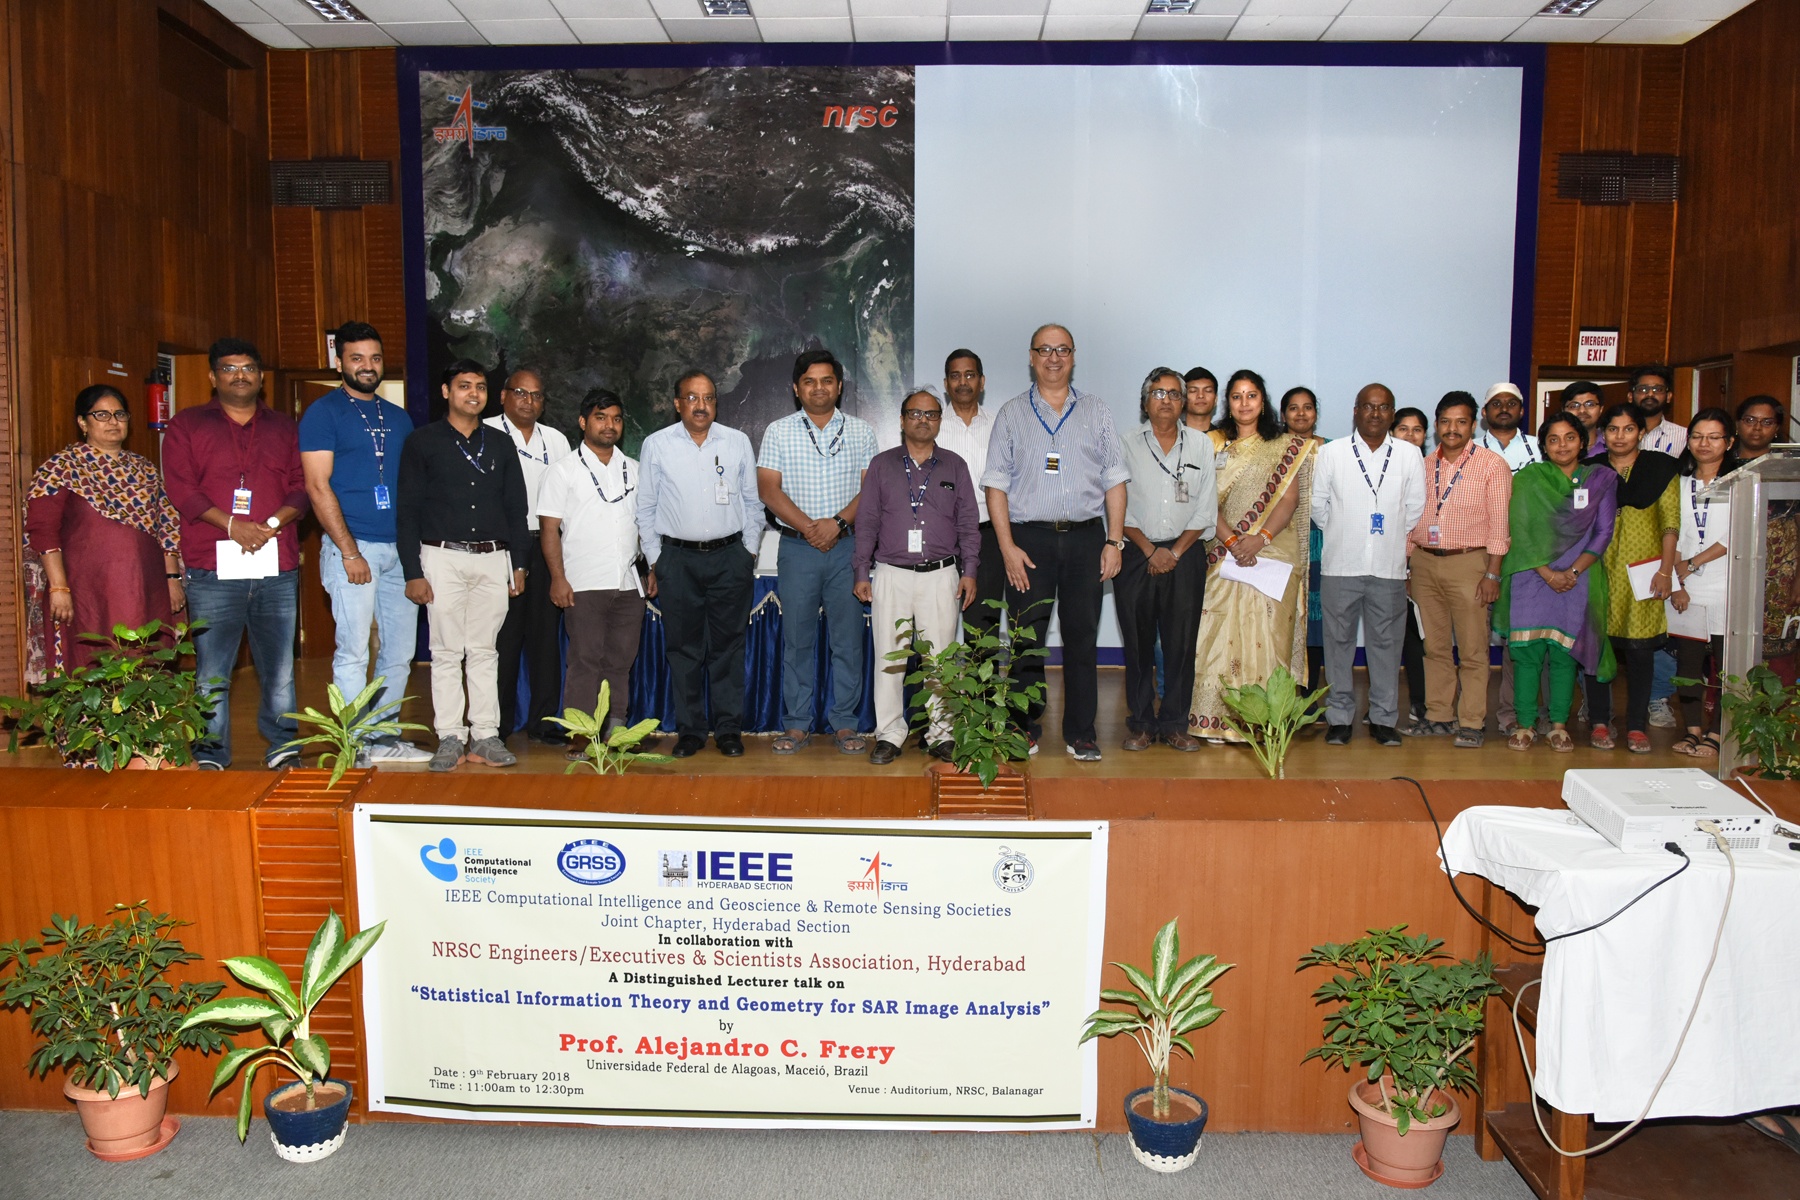 इसरो isro
nrsc
EMERGENCY
EXIT
IEEE
Computational
Intelligence
Society
IEEE
GRSS
IEEE
HYDERABAD SECTION
इसरो isro
IEEE Computational Intelligence and Geoscience & Remote Sensing Societies
Joint Chapter, Hyderabad Section
In collaboration with
NRSC Engineers/Executives & Scientists Association, Hyderabad
A Distinguished Lecturer talk on
“Statistical Information Theory and Geometry for SAR Image Analysis”
by
Prof. Alejandro C. Frery
Universidade Federal de Alagoas, Maceió, Brazil
Date : 9th February 2018
Time : 11:00am to 12:30pm
Venue : Auditorium, NRSC, Balanagar
Panasonic